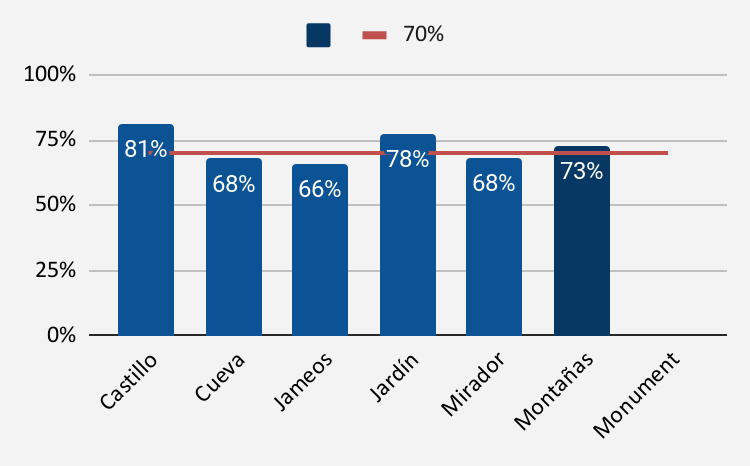 70%
100%
75%
50%
25%
0%
81%
68%
66%
78%
68%
73%
Castillo
Cueva
Jameos
Jardín
Mirador
Montañas
Monument